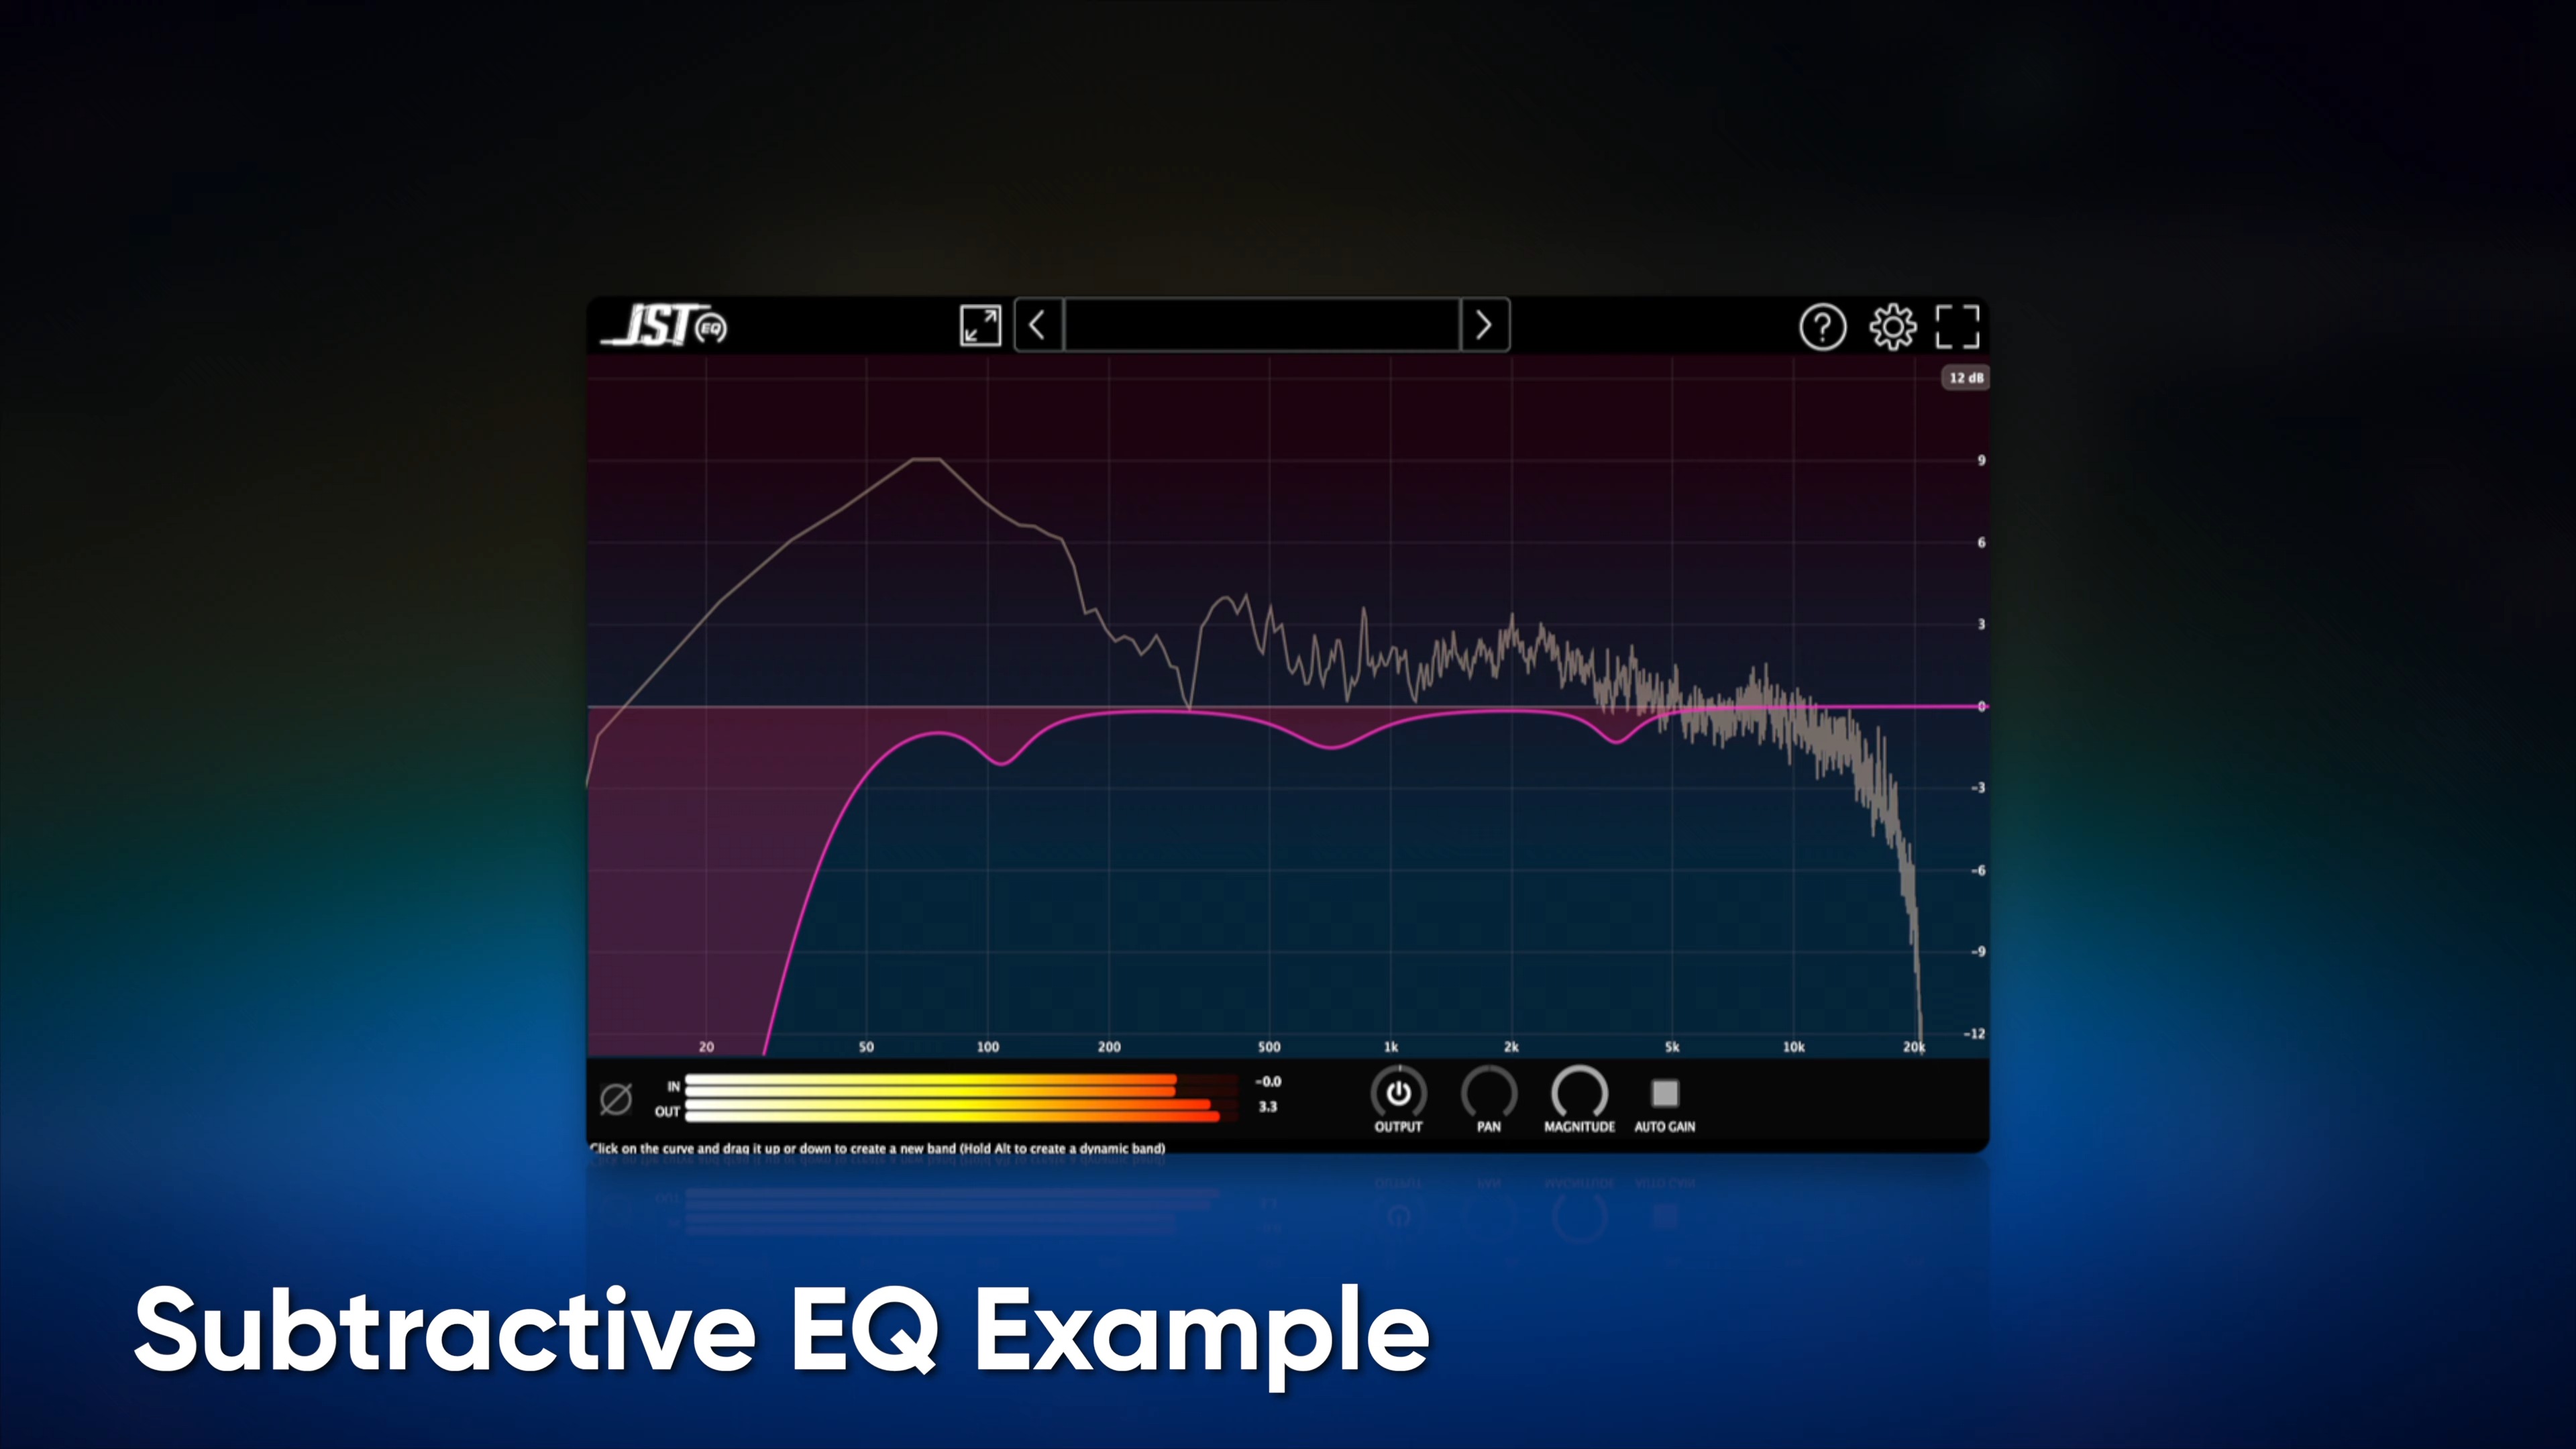 JST EQ
12 dB
9
6
3
0
-3
-6
-9
-12
20 50 100 200 500 1k 2k 5k 10k 20k
IN -0.0
OUT 3.3
OUTPUT PAN MAGNITUDE AUTO GAIN
Click on the curve and drag it up or down to create a new band (Hold Alt to create a dynamic band)
Subtractive EQ Example